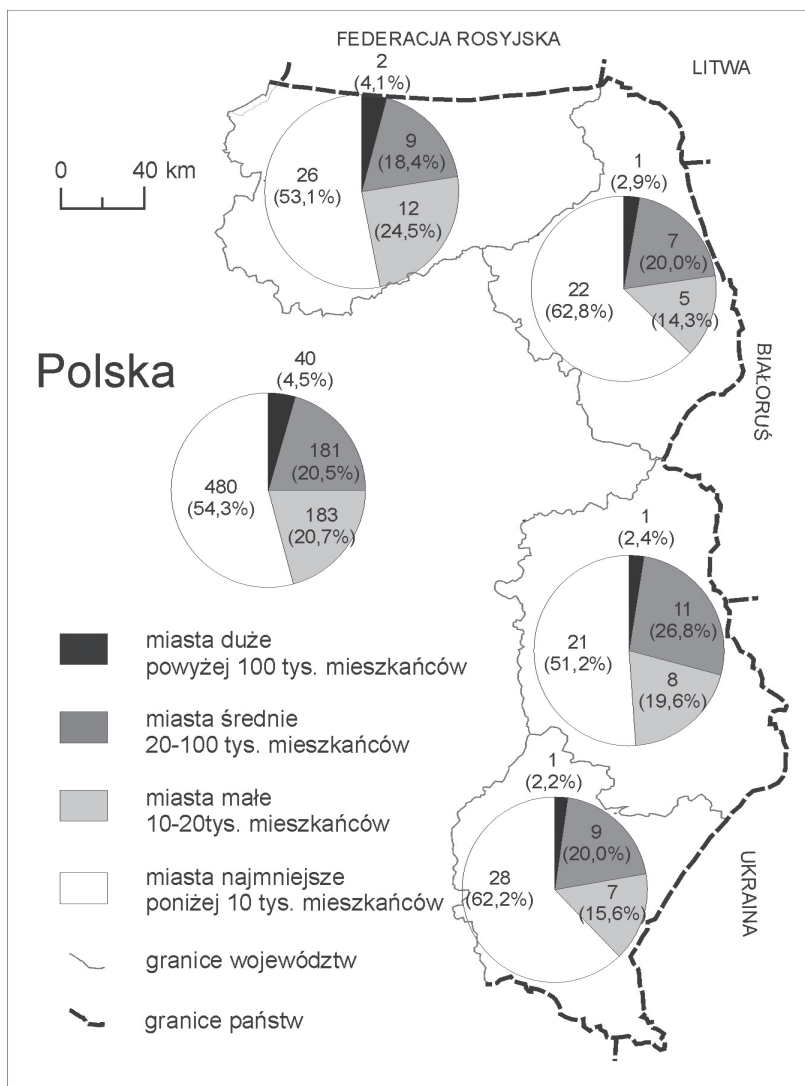 FEDERACJA ROSYJSKA
LITWA
2
(4,1%)
9
(18,4%)
12
(24,5%)
26
(53,1%)
0 40 km
1
(2,9%)
7
(20,0%)
5
(14,3%)
22
(62,8%)
BIAŁORUŚ
Polska
40
(4,5%)
181
(20,5%)
183
(20,7%)
480
(54,3%)
1
(2,4%)
11
(26,8%)
8
(19,6%)
21
(51,2%)
1
(2,2%)
9
(20,0%)
7
(15,6%)
28
(62,2%)
UKRAINA
miasta duże
powyżej 100 tys. mieszkańców
miasta średnie
20-100 tys. mieszkańców
miasta małe
10-20tys. mieszkańców
miasta najmniejsze
poniżej 10 tys. mieszkańców
granice województw
granice państw